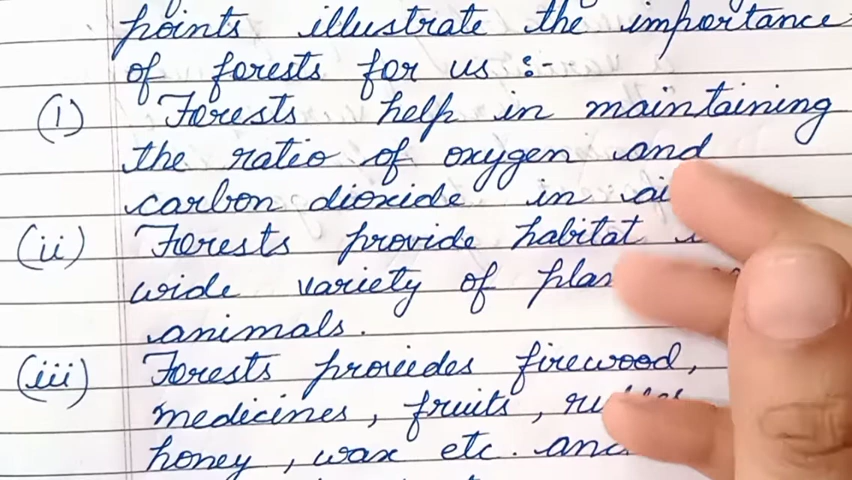 points illustrate the importance
of forests for us :-
(i) Forests help in maintaining
the ratio of oxygen and
carbon dioxide in
(ii) Forests provide habitat
wide variety of
animals.
(iii) Forests provides firewood,
medicines, fruits,
honey, wax etc. and